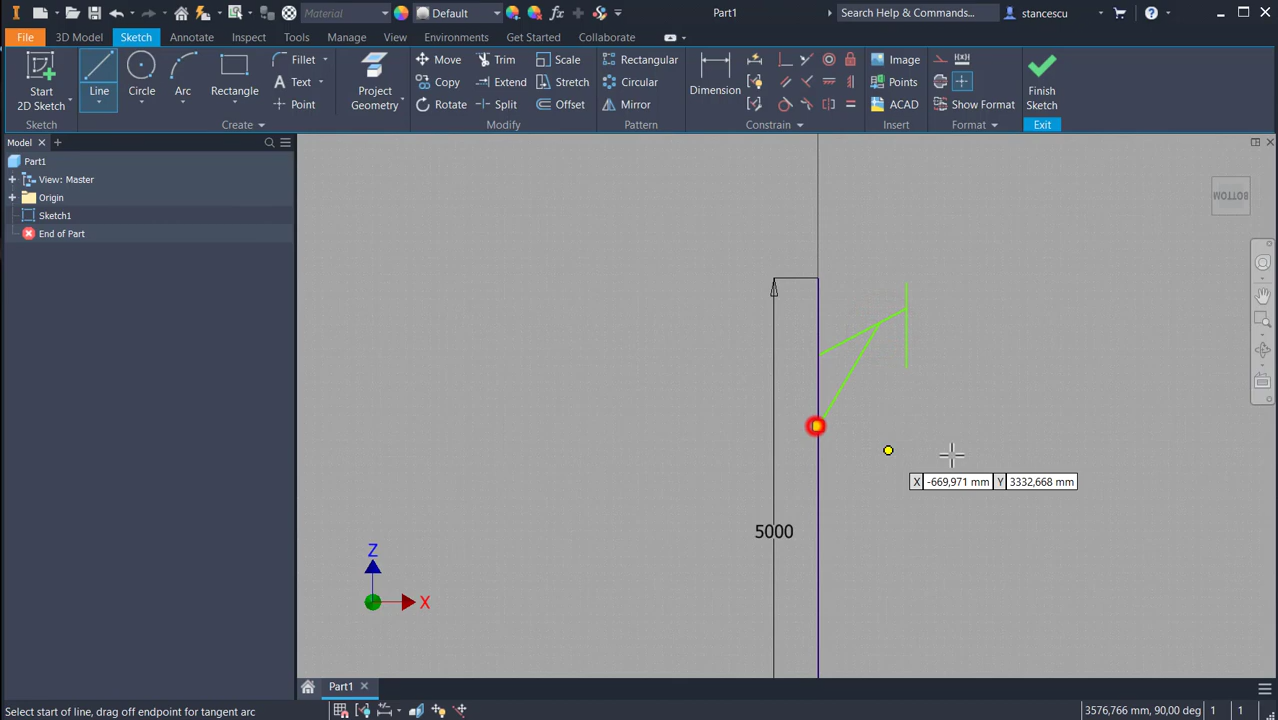 Material
Default
Part1
Search Help & Commands...
stancescu
File
3D Model
Sketch
Annotate
Inspect
Tools
Manage
View
Environments
Get Started
Collaborate
Start
2D Sketch
Line
Circle
Arc
Rectangle
Fillet
Text
Point
Project
Geometry
Move
Copy
Rotate
Trim
Extend
Split
Scale
Stretch
Offset
Rectangular
Circular
Mirror
Dimension
Image
Points
ACAD
Show Format
Finish
Sketch
Sketch
Create
Modify
Pattern
Constrain
Insert
Format
Exit
Model
Part1
View: Master
Origin
Sketch1
End of Part
BOTTOM
X -669,971 mm Y 3332,668 mm
5000
Z
X
Part1
Select start of line, drag off endpoint for tangent arc
3576,766 mm, 90,00 deg 1 1